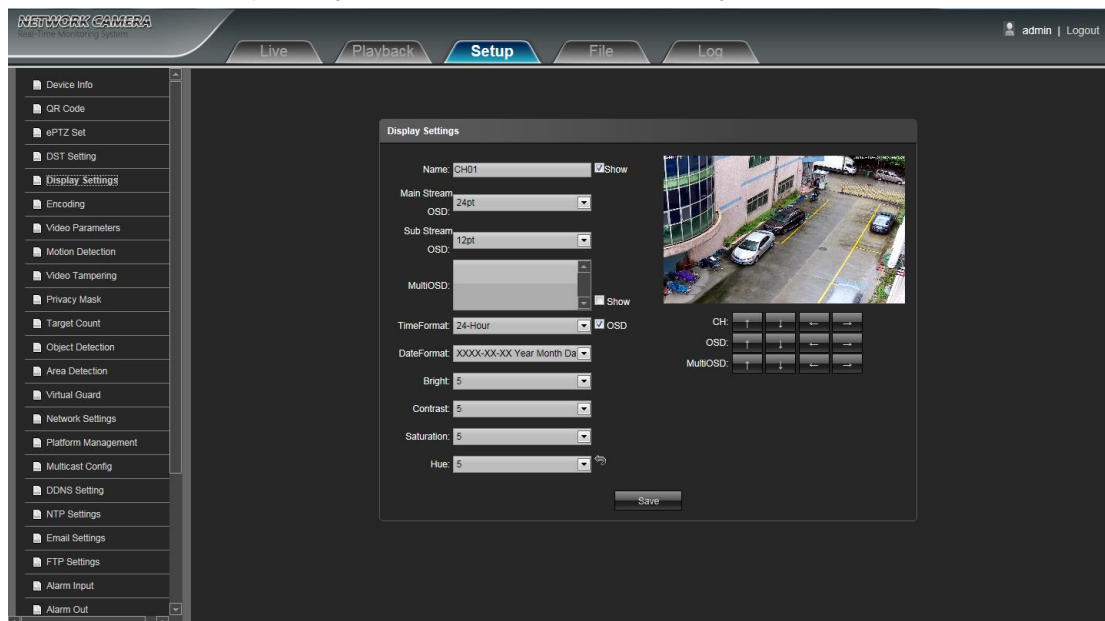 NETWORK CAMERA
Real-Time Monitoring System
Live
Playback
Setup
File
Log
admin | Logout
Device Info
QR Code
ePTZ Set
DST Setting
Display Settings
Encoding
Video Parameters
Motion Detection
Video Tampering
Privacy Mask
Target Count
Object Detection
Area Detection
Virtual Guard
Network Settings
Platform Management
Multicast Config
DDNS Setting
NTP Settings
Email Settings
FTP Settings
Alarm Input
Alarm Out
Display Settings
Name: CH01 Show
Main Stream OSD: 24pt
Sub Stream OSD: 12pt
MultiOSD: Show
TimeFormat: 24-Hour OSD
DateFormat: XXXX-XX-XX Year Month Da
Bright: 5
Contrast: 5
Saturation: 5
Hue: 5
CH: ↑ ↓ ← →
OSD: ↑ ↓ ← →
MultiOSD: ↑ ↓ ← →
Save